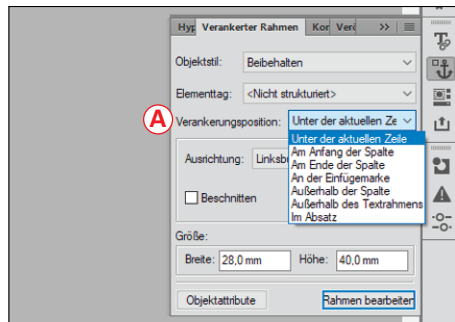 Hyp Verankerter Rahmen Kor Verö >>
Objektstil: Beibehalten
Elementtag: <Nicht strukturiert>
A Verankerungsposition: Unter der aktuellen Ze
Unter der aktuellen Zeile
Am Anfang der Spalte
Am Ende der Spalte
An der Einfügemarke
Außerhalb der Spalte
Außerhalb des Textrahmens
Im Absatz
Ausrichtung: Linksbü
Beschnitten
Größe:
Breite: 28,0 mm Höhe: 40,0 mm
Objektattribute Rahmen bearbeiten